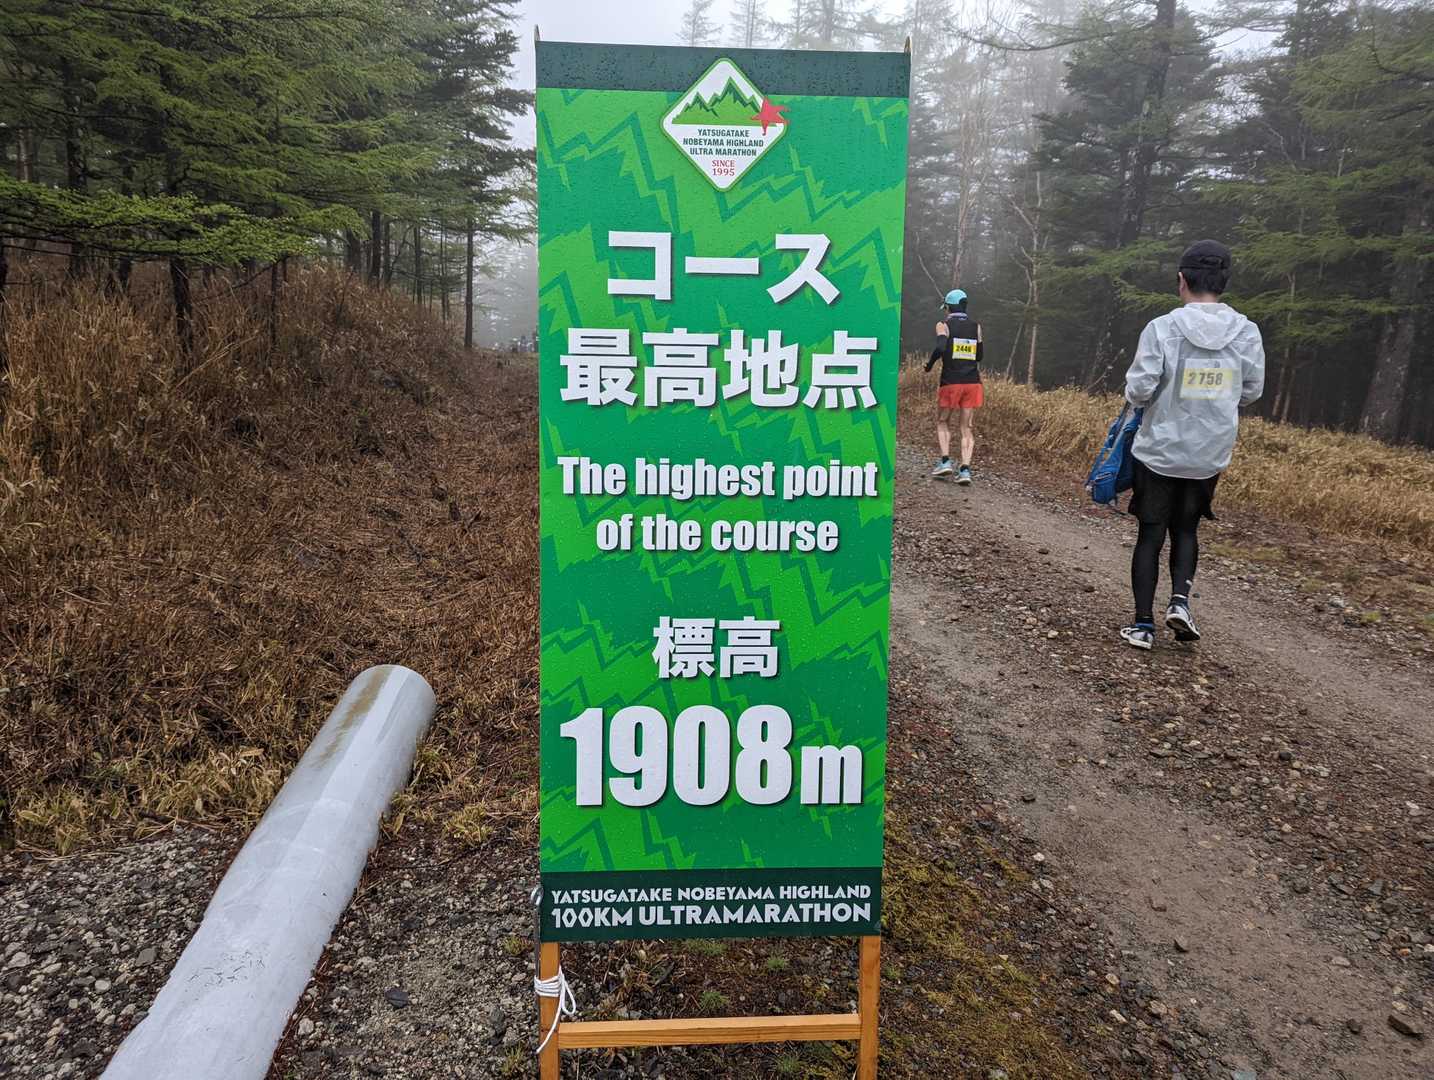 YATSUGATAKE
NOBEYAMA HIGHLAND
ULTRA MARATHON
SINCE
1995
コース
最高地点
The highest point
of the course
標高
1908m
YATSUGATAKE NOBEYAMA HIGHLAND
100KM ULTRAMARATHON
2446
2758